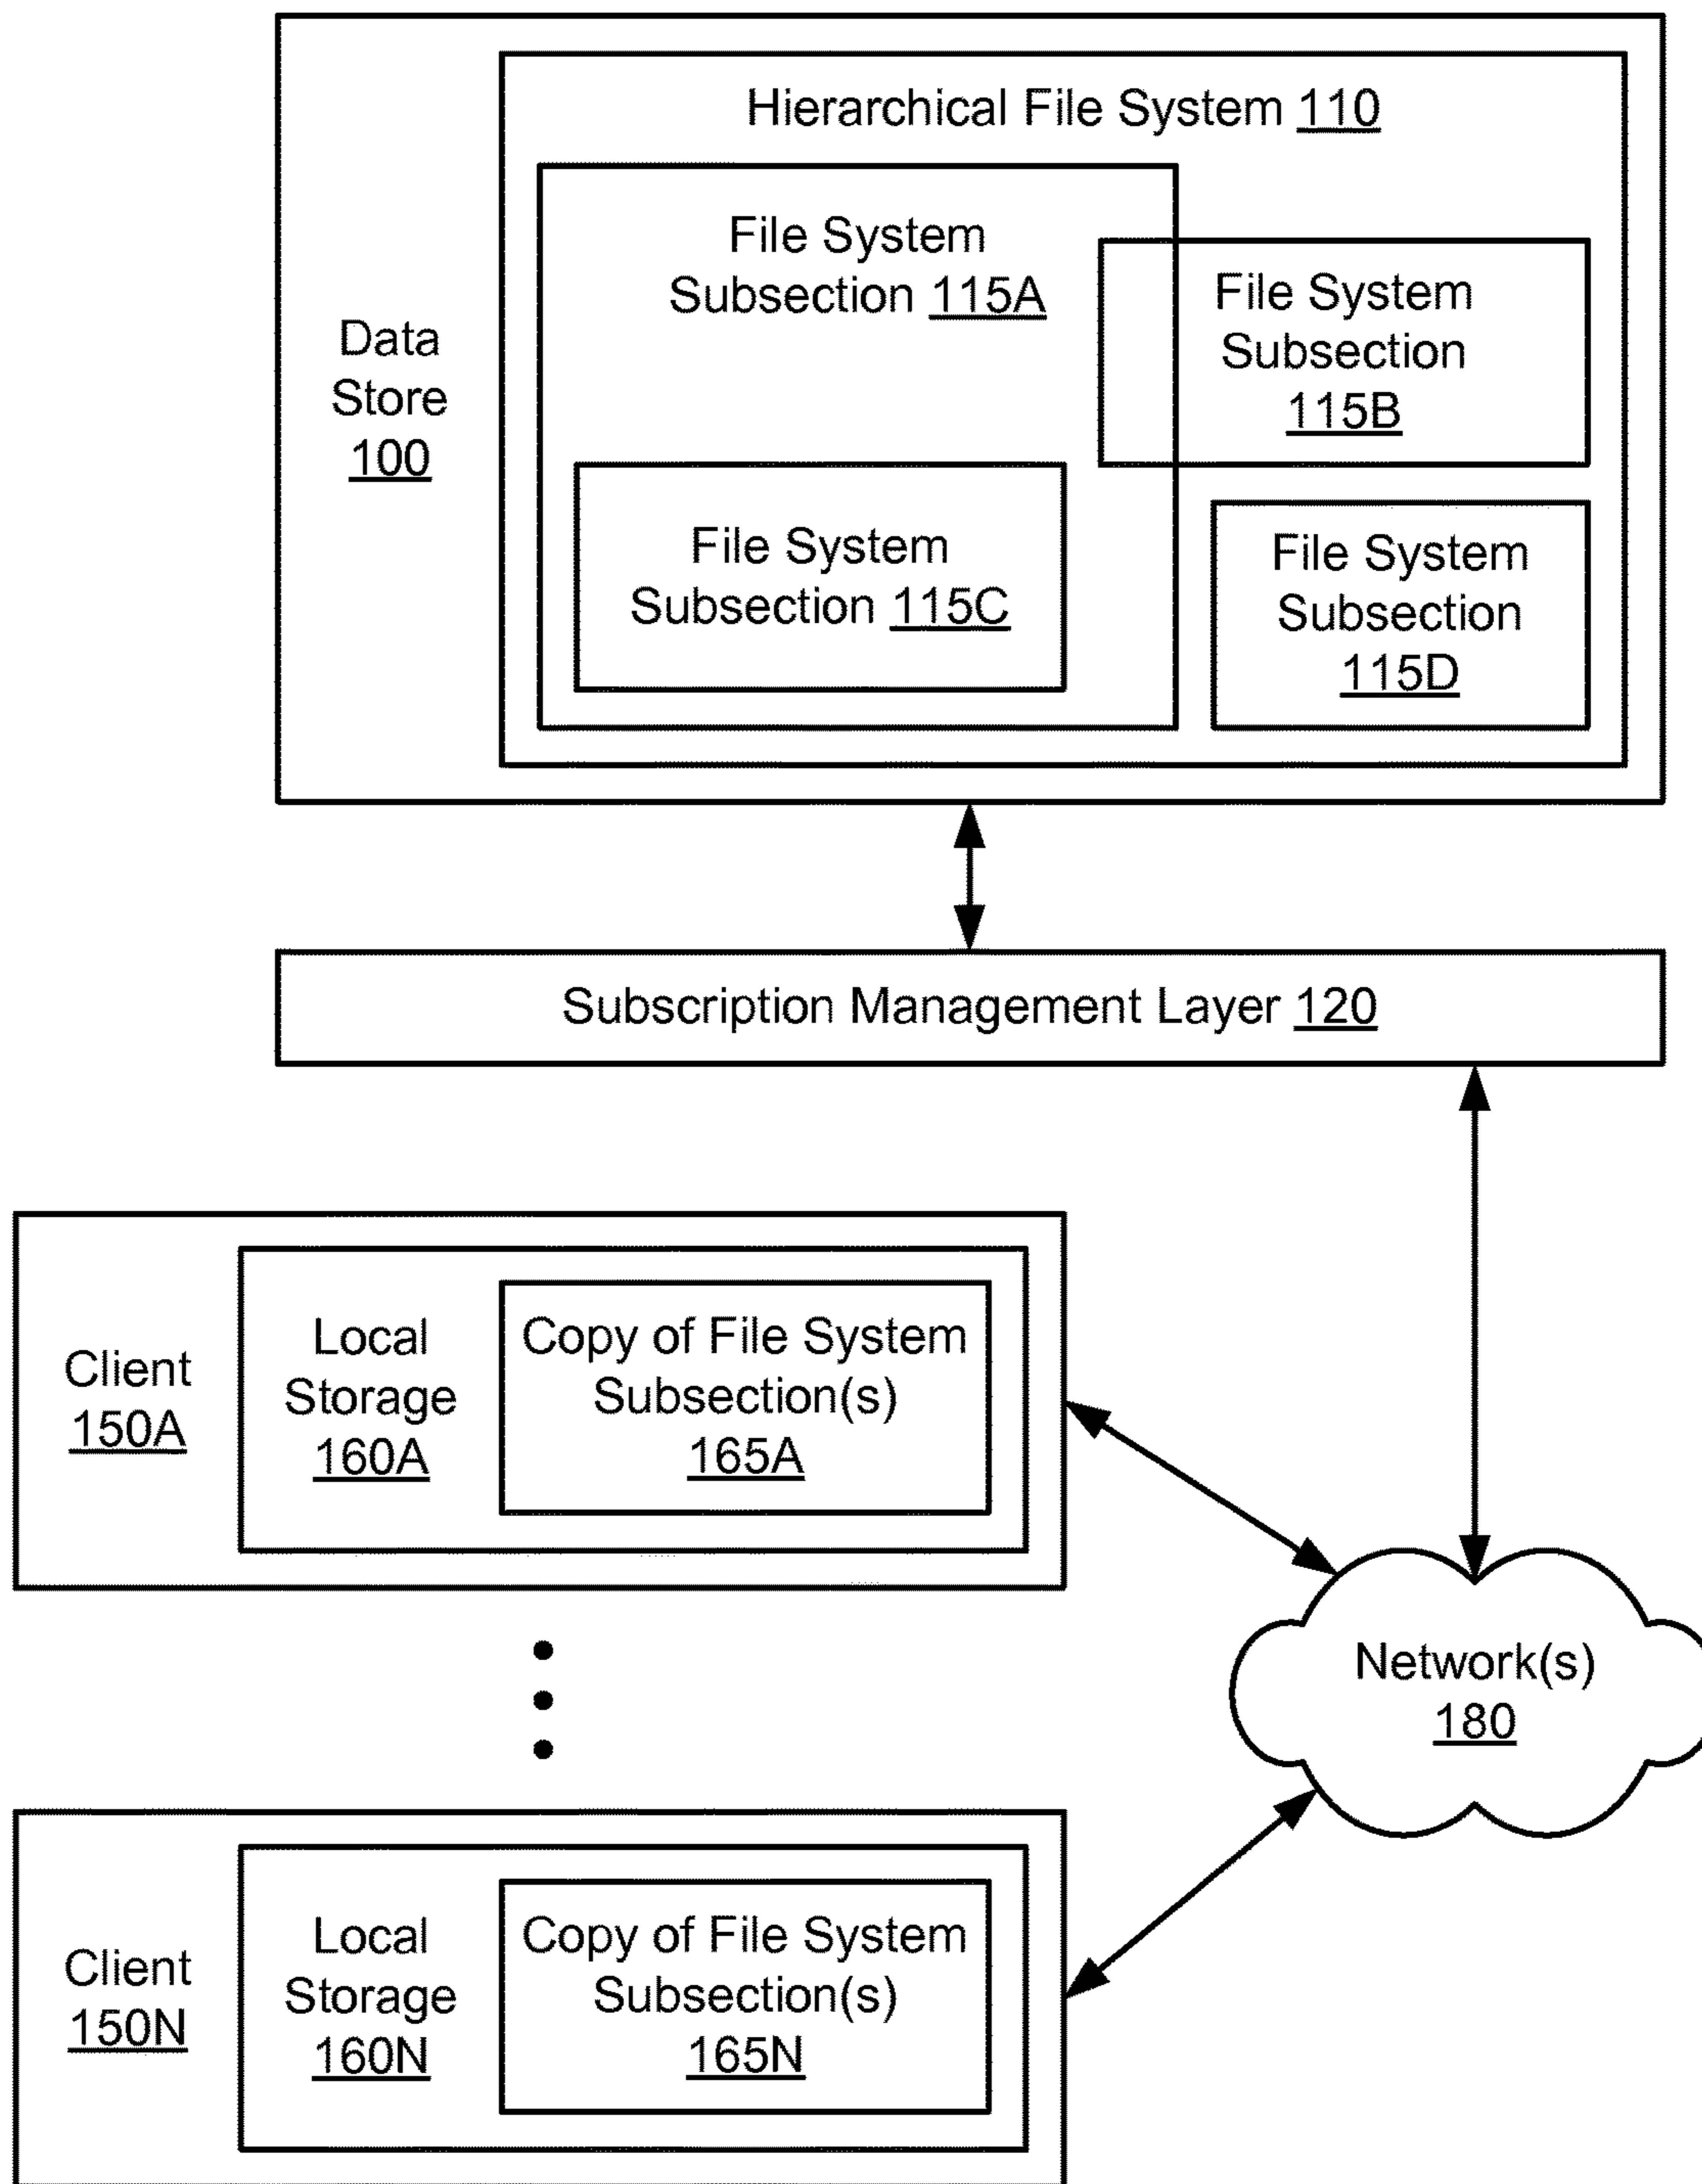 Hierarchical File System 110
File System
Subsection 115A
File System
Subsection
115B
Data
Store
100
File System
Subsection 115C
File System
Subsection
115D
Subscription Management Layer 120
Client
150A
Local
Storage
160A
Copy of File System
Subsection(s)
165A
Network(s)
180
Client
150N
Local
Storage
160N
Copy of File System
Subsection(s)
165N